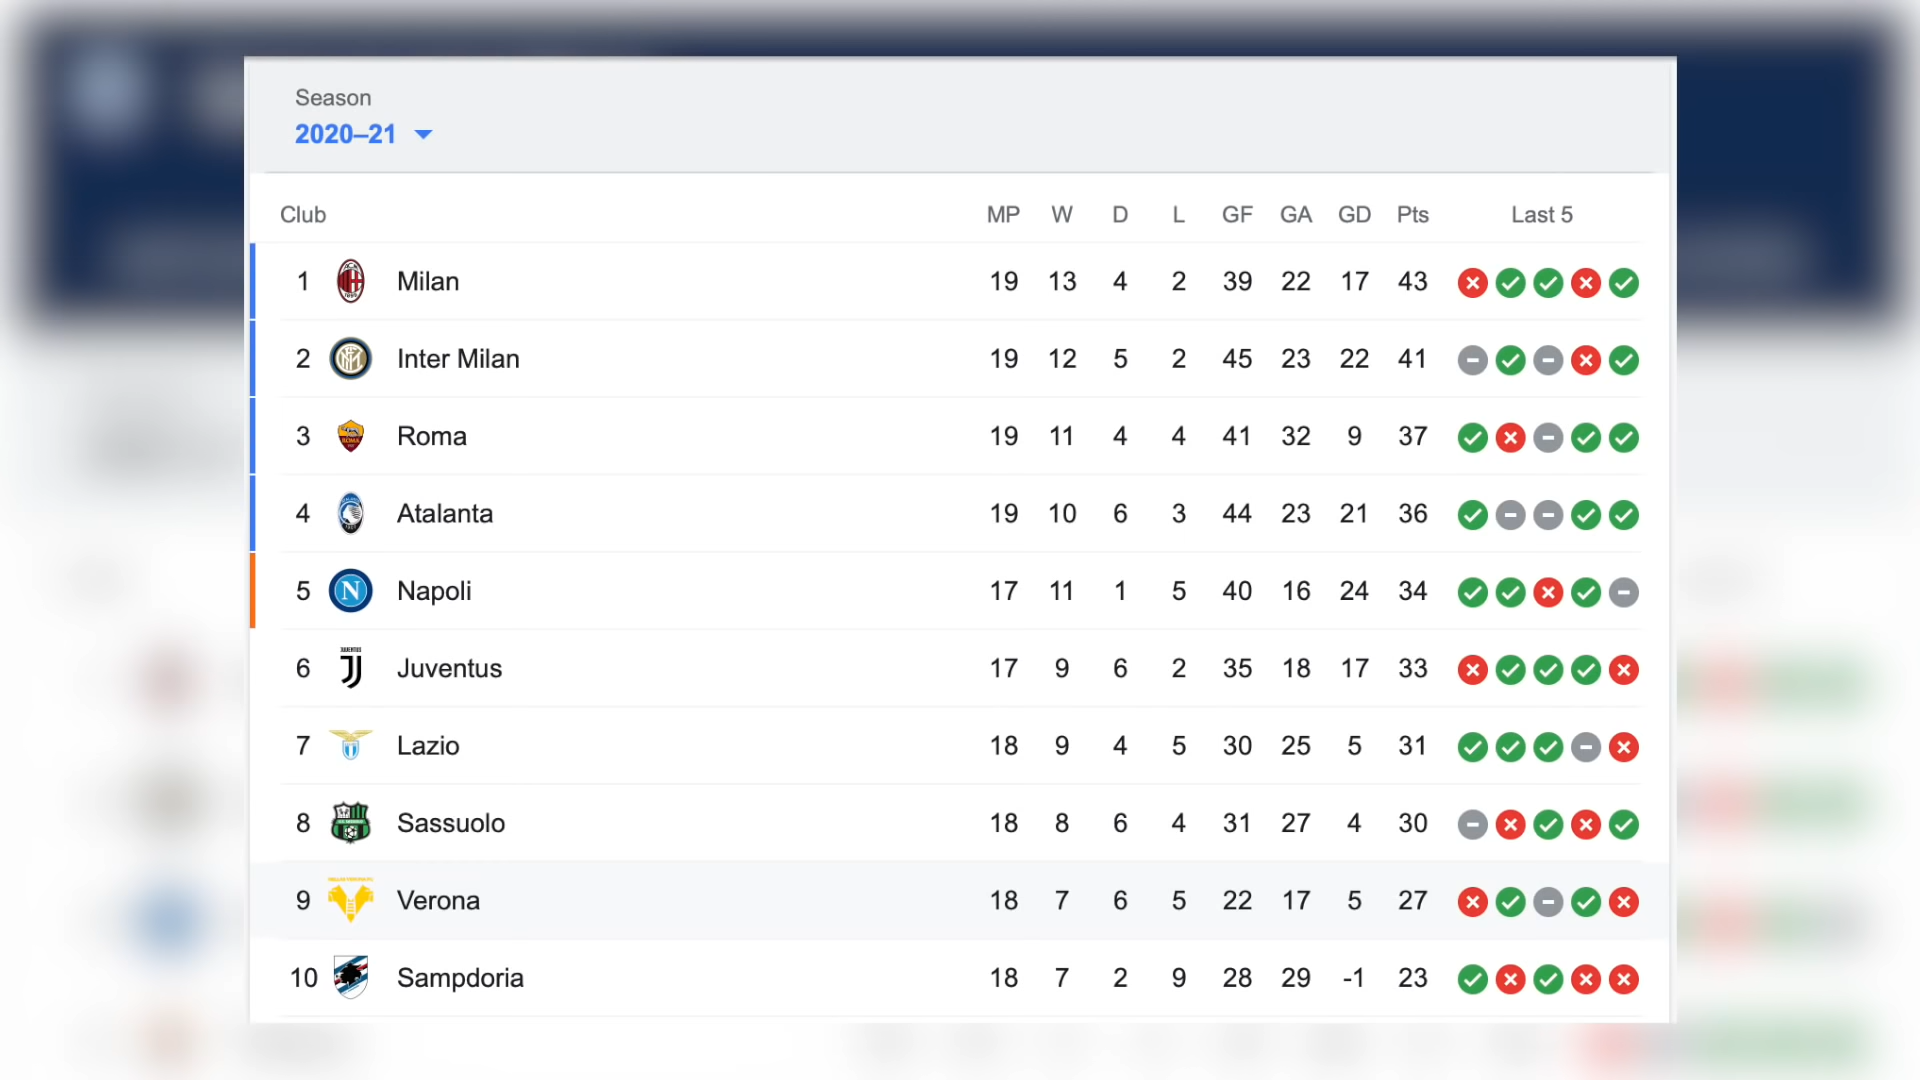 Season
2020–21
Club MP W D L GF GA GD Pts Last 5
1 Milan 19 13 4 2 39 22 17 43
2 Inter Milan 19 12 5 2 45 23 22 41
3 Roma 19 11 4 4 41 32 9 37
4 Atalanta 19 10 6 3 44 23 21 36
5 N Napoli 17 11 1 5 40 16 24 34
6 JUVENTUS Juventus 17 9 6 2 35 18 17 33
7 Lazio 18 9 4 5 30 25 5 31
8 Sassuolo 18 8 6 4 31 27 4 30
9 Verona 18 7 6 5 22 17 5 27
10 Sampdoria 18 7 2 9 28 29 -1 23